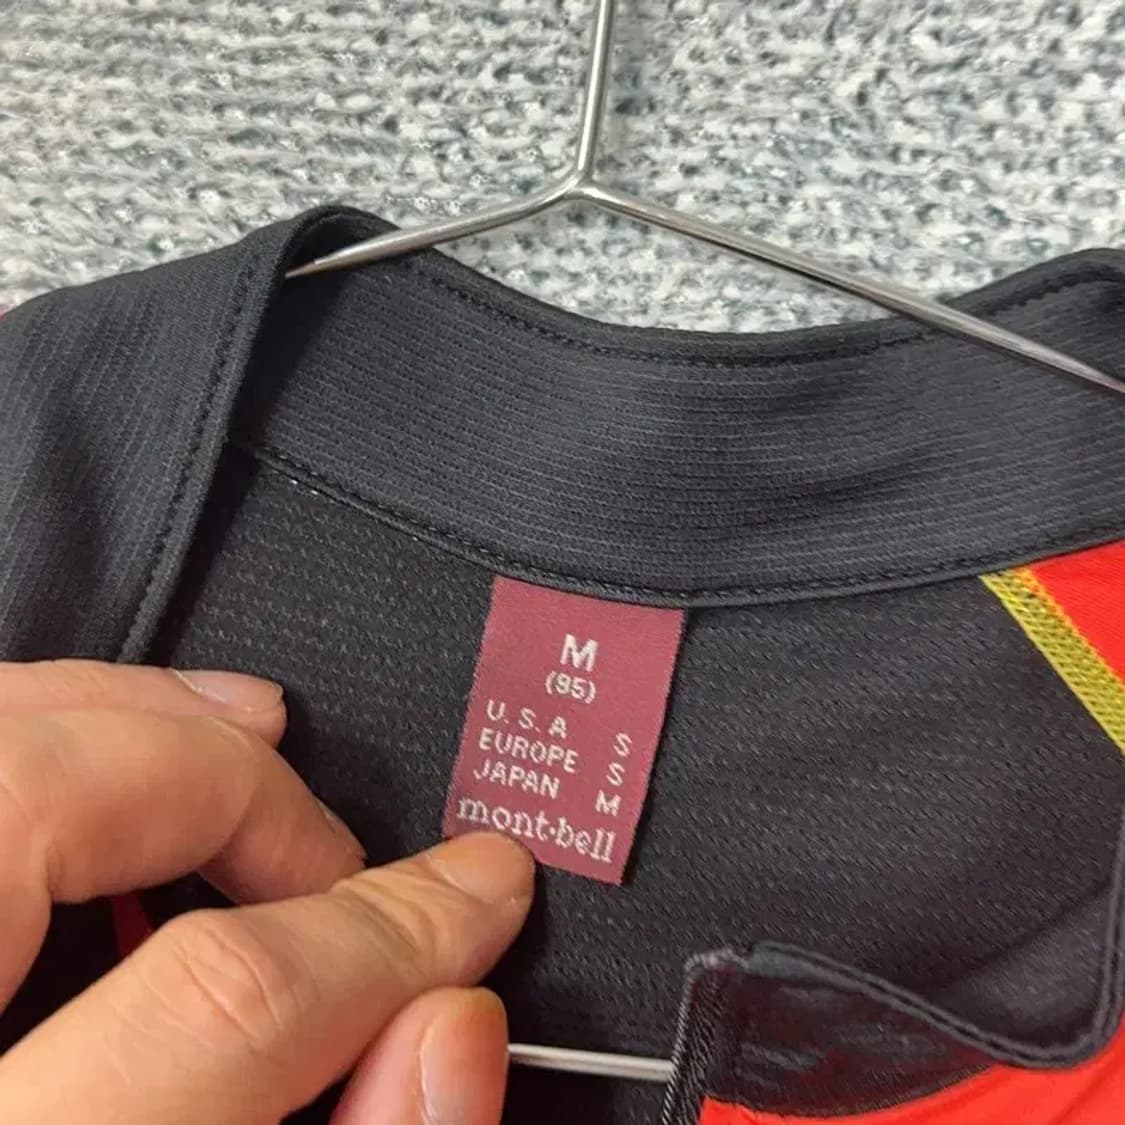 M
(95)
U.S.A S
EUROPE S
JAPAN M
mont-bell